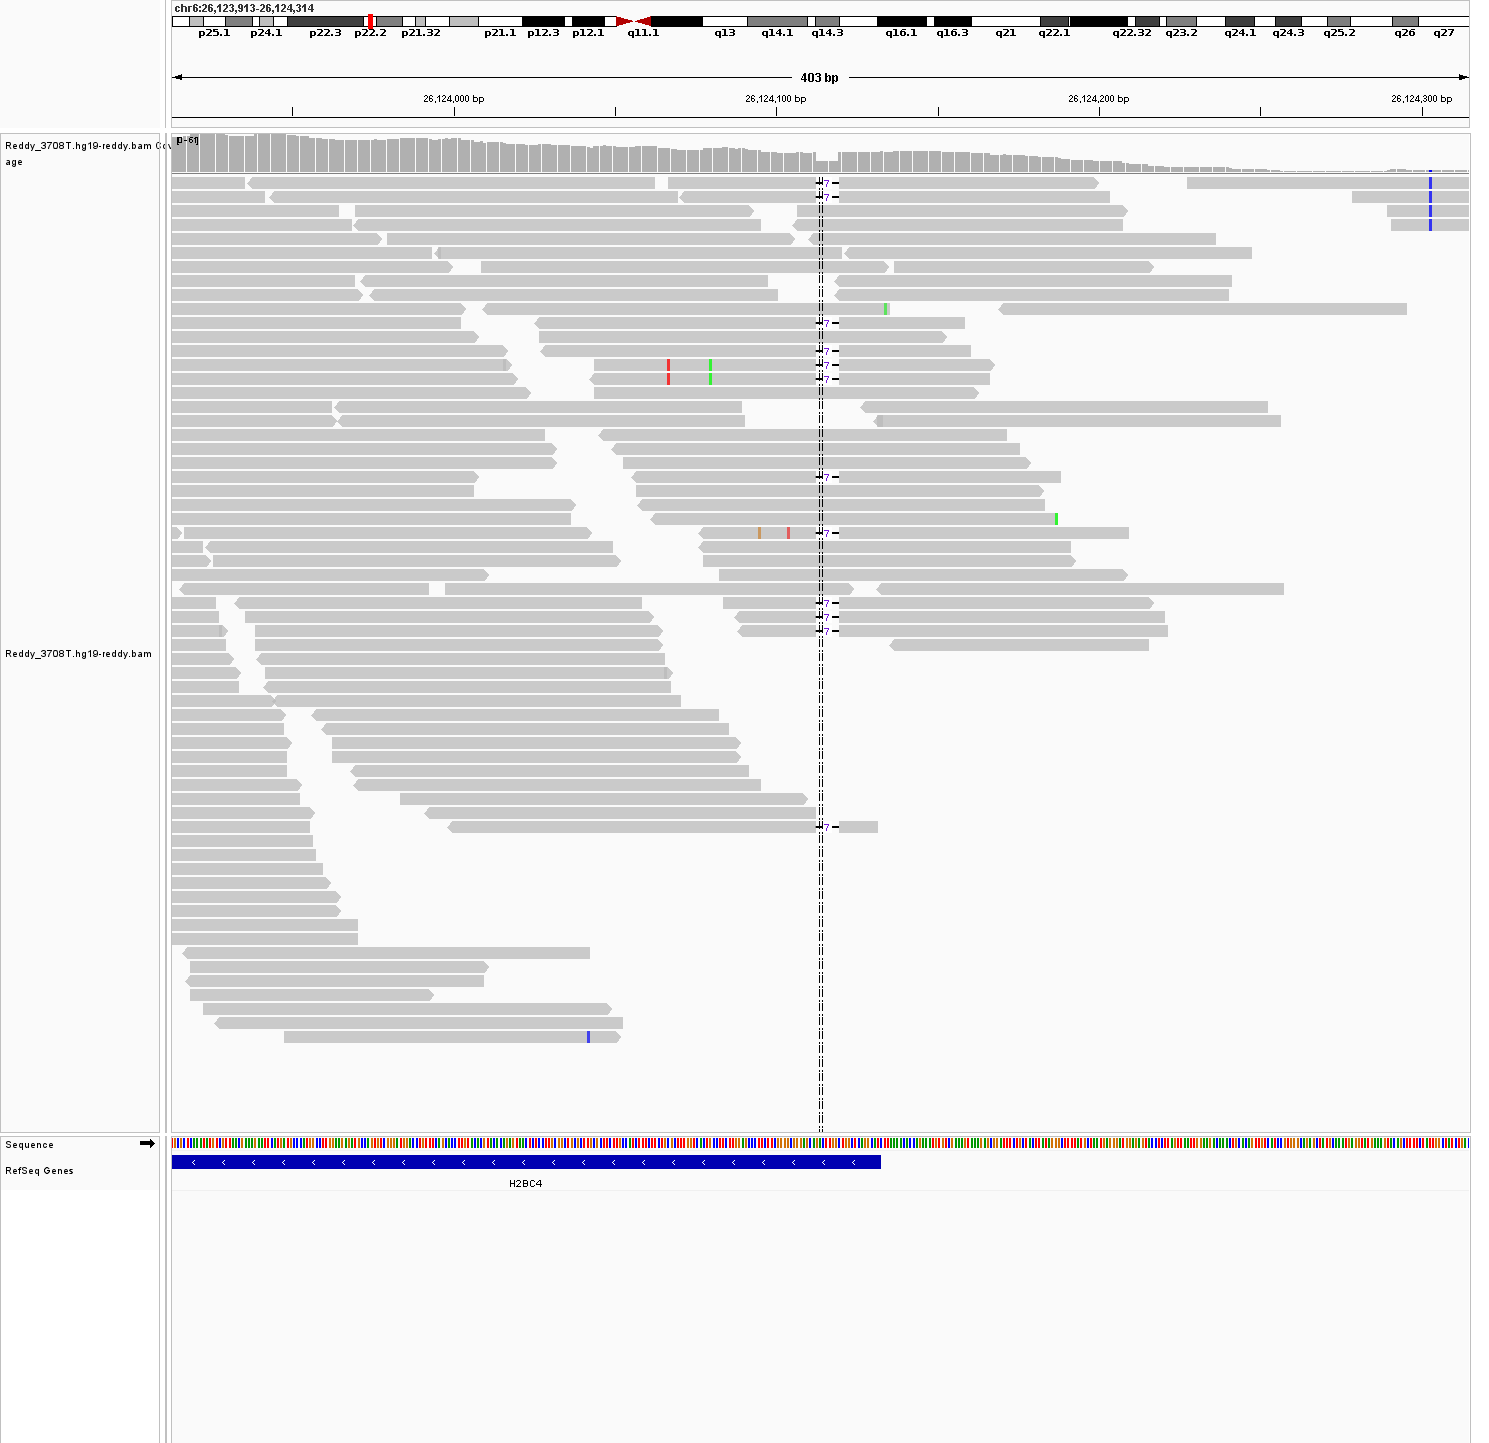 chr6:26,123,913-26,124,314
p25.1 p24.1 p22.3 p22.2 p21.32 p21.1 p12.3 p12.1 q11.1 q13 q14.1 q14.3 q16.1 q16.3 q21 q22.1 q22.32 q23.2 q24.1 q24.3 q25.2 q26 q27
403 bp
26,124,000 bp 26,124,100 bp 26,124,200 bp 26,124,300 bp
[0-61]
Reddy_3708T.hg19-reddy.bam
age
7
7
7
7
7
7
7
7
7
7
7
Reddy_3708T.hg19-reddy.bam
7
Sequence
RefSeq Genes
H2BC4